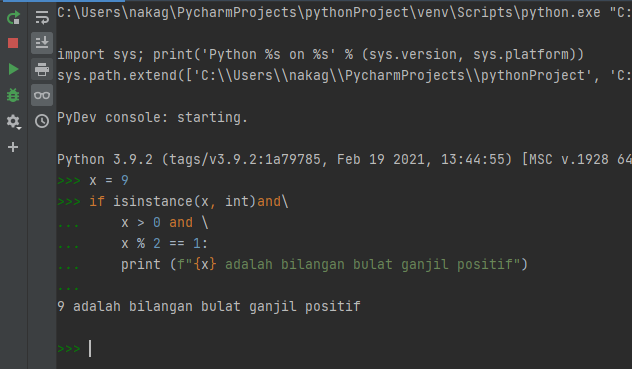 C:\Users\nakag\PycharmProjects\pythonProject\venv\Scripts\python.exe "C:
import sys; print('Python %s on %s' % (sys.version, sys.platform))
sys.path.extend(['C:\\Users\\nakag\\PycharmProjects\\pythonProject', 'C:
PyDev console: starting.
Python 3.9.2 (tags/v3.9.2:1a79785, Feb 19 2021, 13:44:55) [MSC v.1928 64
>>> x = 9
>>> if isinstance(x, int)and\
...     x > 0 and \
...     x % 2 == 1:
...     print (f"{x} adalah bilangan bulat ganjil positif")
...
9 adalah bilangan bulat ganjil positif
>>>